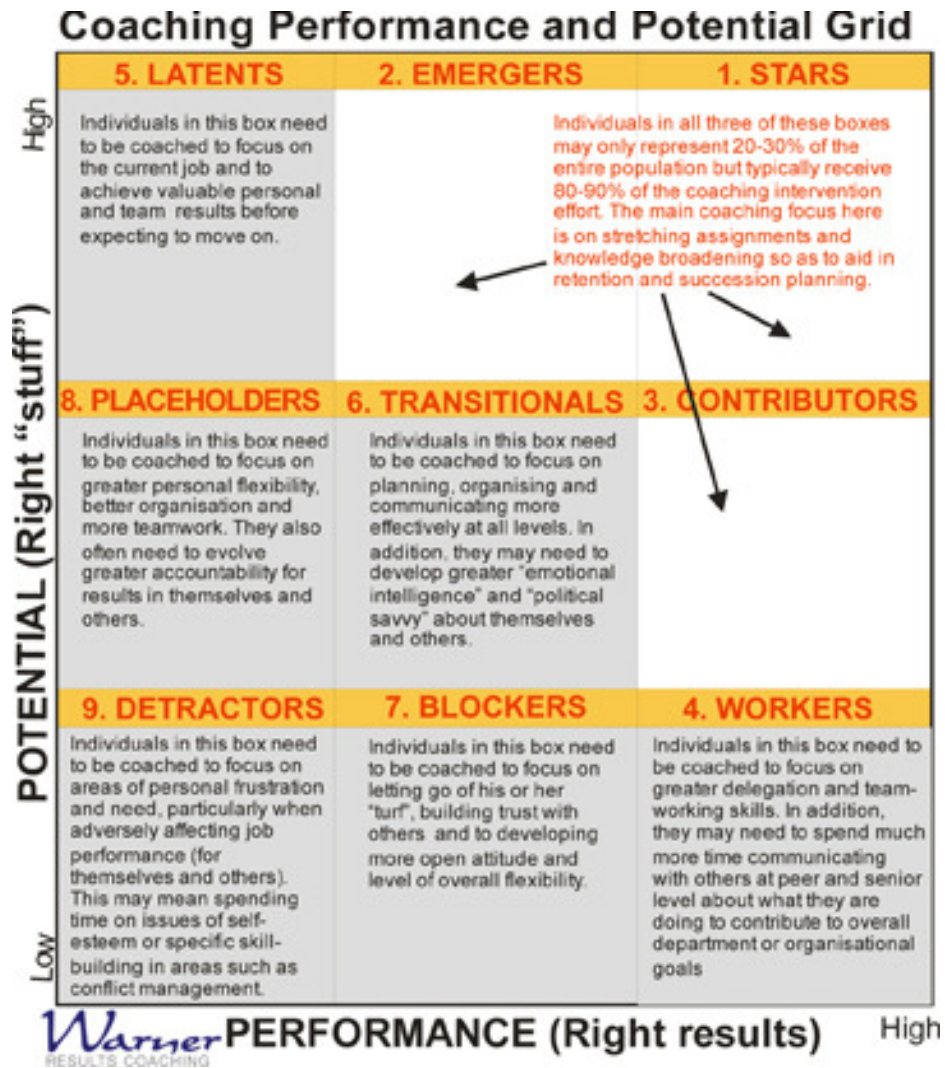 Coaching Performance and Potential Grid
5. LATENTS
2. EMERGERS
1. STARS
High
Individuals in this box need
to be coached to focus on
the current job and to
achieve valuable personal
and team results before
expecting to move on.
Individuals in all three of these boxes
may only represent 20-30% of the
entire population but typically receive
80-90% of the coaching intervention
effort. The main coaching focus here
is on stretching assignments and
knowledge broadening so as to aid in
retention and succession planning.
POTENTIAL (Right “stuff”)
8. PLACEHOLDERS
6. TRANSITIONALS
3. CONTRIBUTORS
Individuals in this box need
to be coached to focus on
greater personal flexibility,
better organisation and
more teamwork. They also
often need to evolve
greater accountability for
results in themselves and
others.
Individuals in this box need
to be coached to focus on
planning, organising and
communicating more
effectively at all levels. In
addition, they may need to
develop greater “emotional
intelligence” and “political
savvy” about themselves
and others.
9. DETRACTORS
7. BLOCKERS
4. WORKERS
Individuals in this box need
to be coached to focus on
areas of personal frustration
and need, particularly when
adversely affecting job
performance (for
themselves and others).
This may mean spending
time on issues of self-
esteem or specific skill-
building in areas such as
conflict management.
Individuals in this box need
to be coached to focus on
letting go of his or her
“turf”, building trust with
others and to developing
more open attitude and
level of overall flexibility.
Individuals in this box need to
be coached to focus on
greater delegation and team-
working skills. In addition,
they may need to spend much
more time communicating
with others at peer and senior
level about what they are
doing to contribute to overall
department or organisational
goals
Low
Warner
RESULTS COACHING
PERFORMANCE (Right results)
High